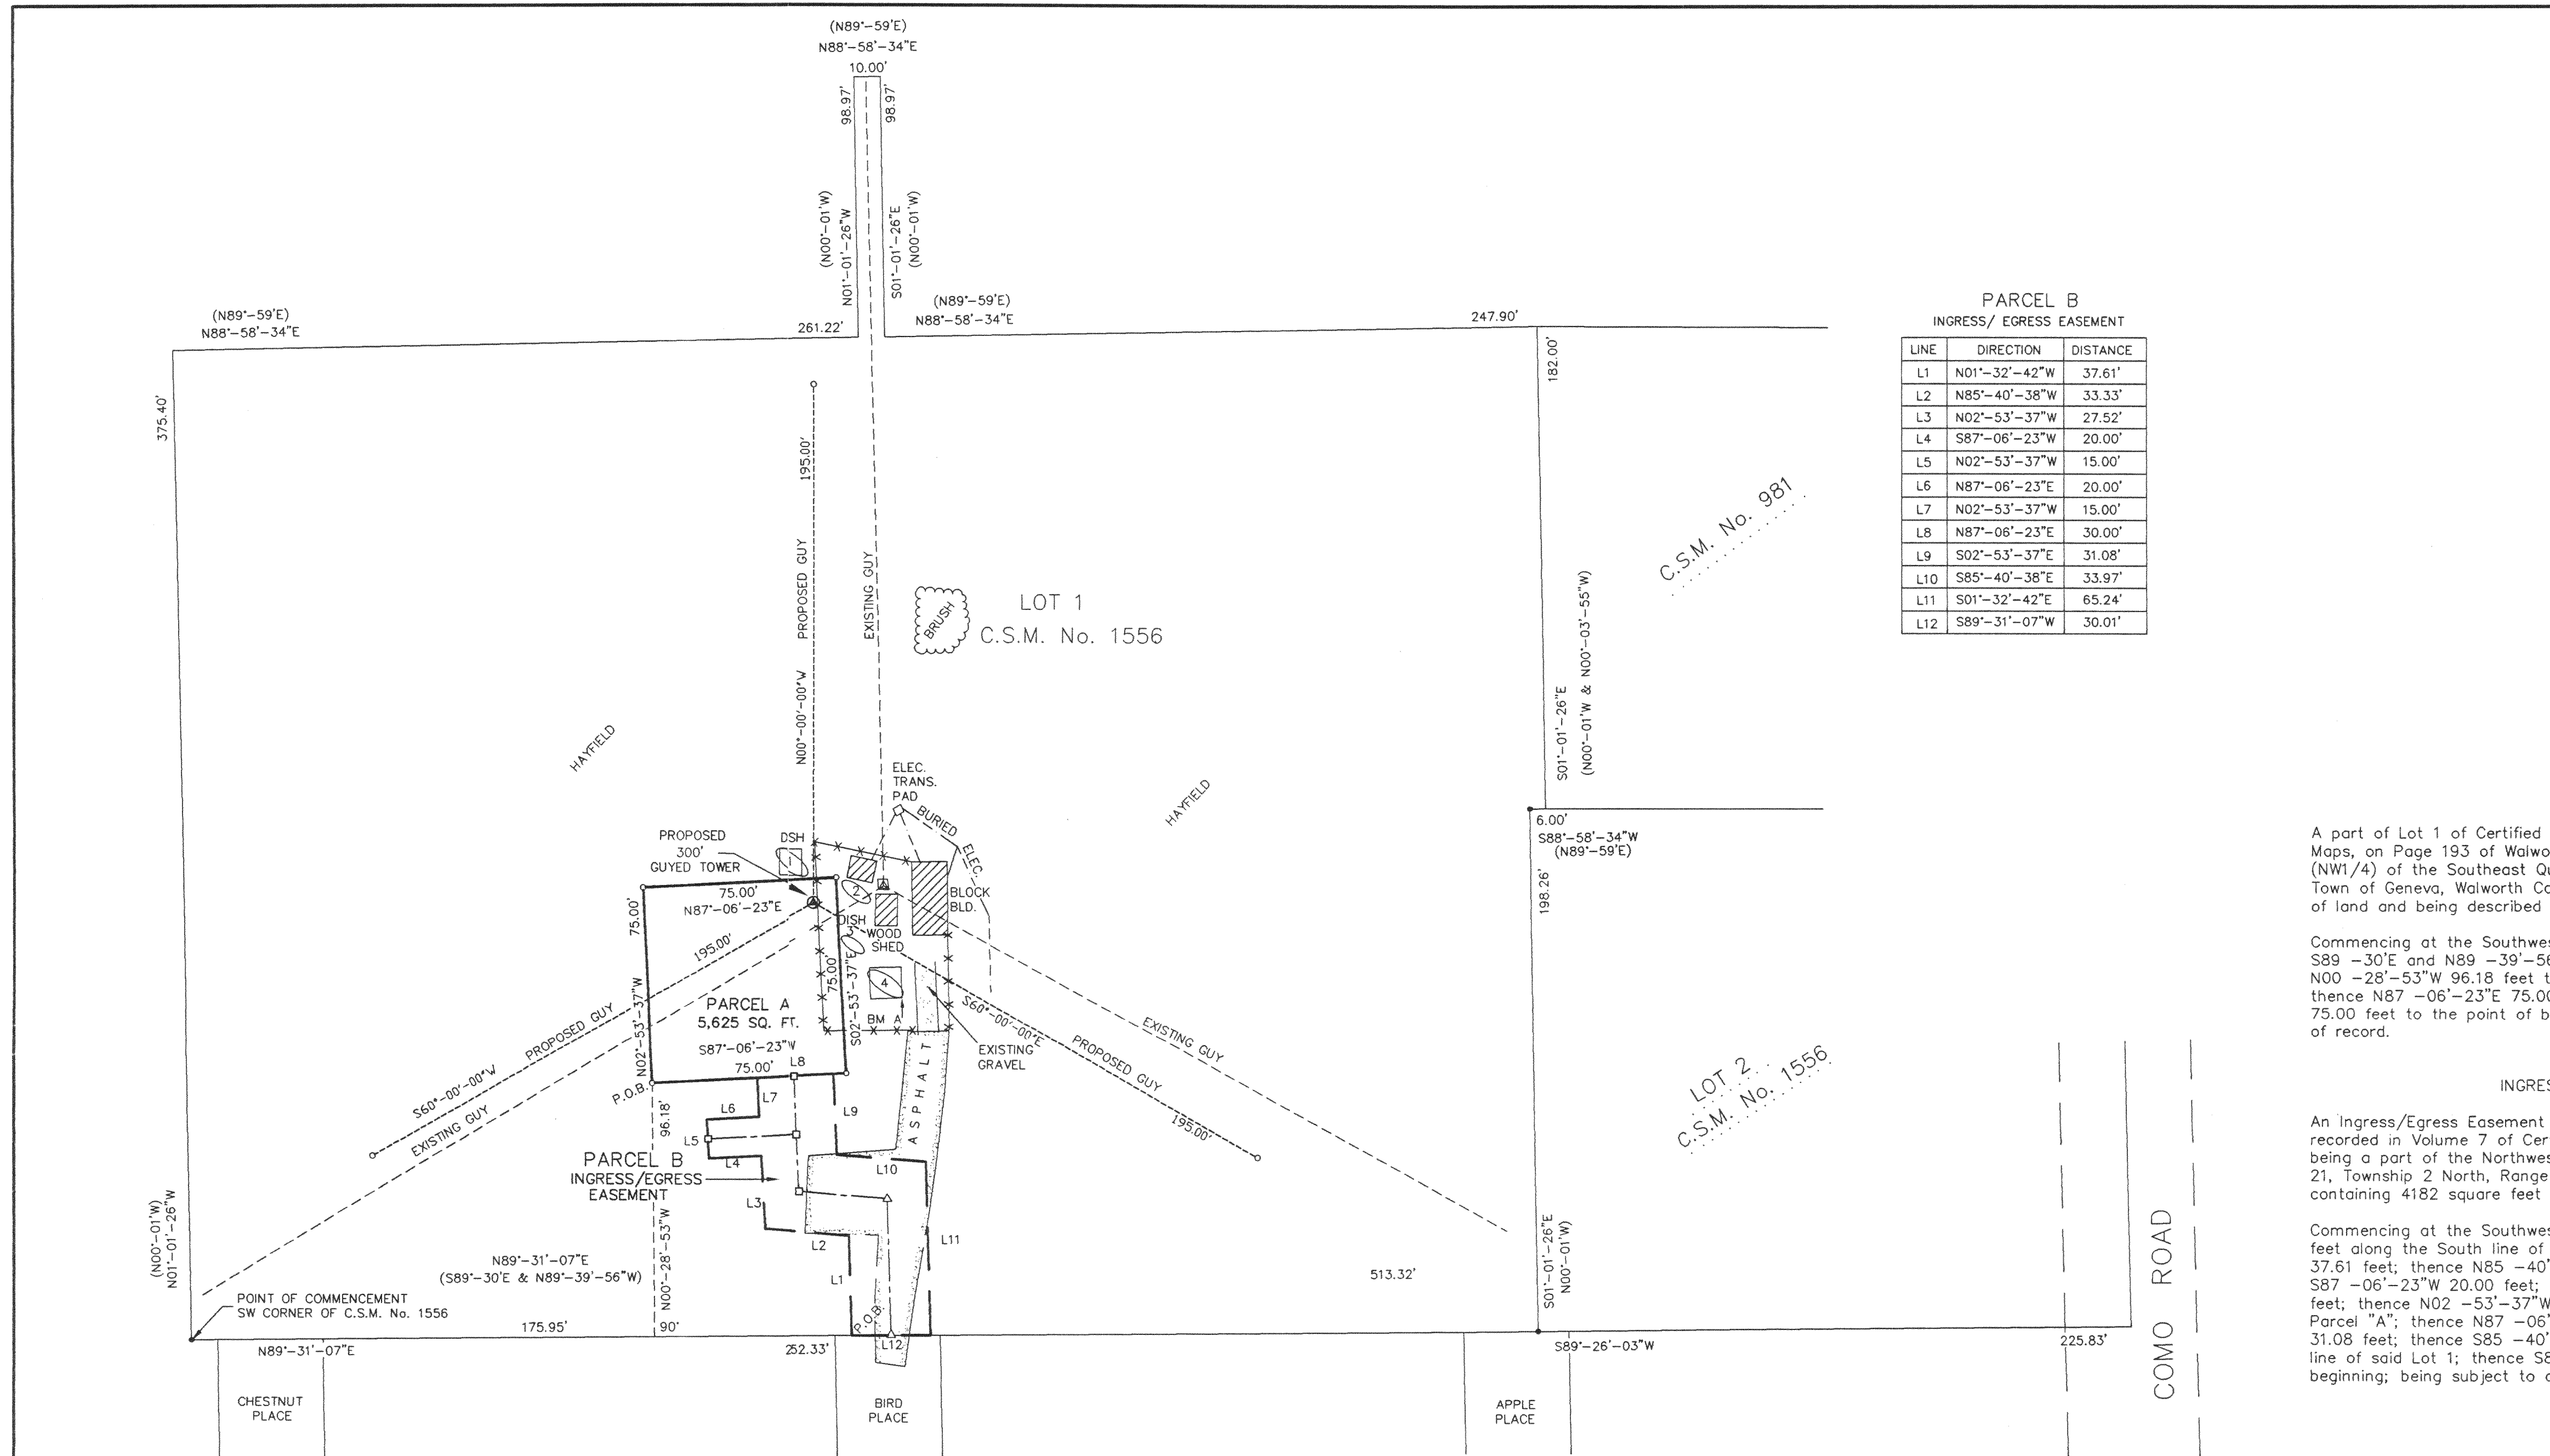 (N89°-59'E)
N88°-58'-34"E
10.00'
98.97'
98.97'
(N00°-01'W)
N01°-01'-26"W
S01°-01'-26"E
(N00°-01'W)
(N89°-59'E)
N88°-58'-34"E
261.22'
(N89°-59'E)
N88°-58'-34"E
247.90'
375.40'
182.00'
195.00'
PROPOSED GUY
N00°-00'-00"W
EXISTING GUY
BRUSH
LOT 1
C.S.M. No. 1556
HAYFIELD
HAYFIELD
C.S.M. No. 981
S01°-01'-26"E
(N00°-01'W & N00°-03'-55"W)
PARCEL B
INGRESS/ EGRESS EASEMENT
LINE DIRECTION DISTANCE
L1 N01°-32'-42"W 37.61'
L2 N85°-40'-38"W 33.33'
L3 N02°-53'-37"W 27.52'
L4 S87°-06'-23"W 20.00'
L5 N02°-53'-37"W 15.00'
L6 N87°-06'-23"E 20.00'
L7 N02°-53'-37"W 15.00'
L8 N87°-06'-23"E 30.00'
L9 S02°-53'-37"E 31.08'
L10 S85°-40'-38"E 33.97'
L11 S01°-32'-42"E 65.24'
L12 S89°-31'-07"W 30.01'
ELEC.
TRANS.
PAD
BURIED
ELEC.
PROPOSED
300'
GUYED TOWER
DSH
75.00'
N87°-06'-23"E
75.00'
2
DISH
3
WOOD
SHED
BLOCK
BLD.
195.00'
75.00'
S02°-53'-37"E
4
BM A
PARCEL A
5,625 SQ. FT.
N02°-53'-37"W
S87°-06'-23"W
75.00'
L8
P.O.B.
PROPOSED GUY
S60°-00'-00"W
EXISTING GUY
S60°-00'-00"E
PROPOSED GUY
195.00'
EXISTING GUY
EXISTING
GRAVEL
ASPHALT
6.00'
S88°-58'-34"W
(N89°-59'E)
198.26'
LOT 2
C.S.M. No. 1556
96.18'
L7
L6
L9
L5
L4
L10
PARCEL B
INGRESS/EGRESS
EASEMENT
L3
L2
L11
L1
P.O.B.
L12
N00°-28'-53"W
90'
(N00°-01'W)
N01°-01'-26"W
N89°-31'-07"E
(S89°-30'E & N89°-39'-56"W)
POINT OF COMMENCEMENT
SW CORNER OF C.S.M. No. 1556
175.95'
N89°-31'-07"E
252.33'
513.32'
S01°-01'-26"E
N00°-01'W)
S89°-26'-03"W
225.83'
CHESTNUT
PLACE
BIRD
PLACE
APPLE
PLACE
COMO ROAD
A part of Lot 1 of Certified
Maps, on Page 193 of Walwo
(NW1/4) of the Southeast Qu
Town of Geneva, Walworth Co
of land and being described
Commencing at the Southwes
S89 -30'E and N89 -39'-56
N00 -28'-53"W 96.18 feet t
thence N87 -06'-23"E 75.00
75.00 feet to the point of b
of record.
INGRES
An Ingress/Egress Easement
recorded in Volume 7 of Cer
being a part of the Northwes
21, Township 2 North, Range
containing 4182 square feet
Commencing at the Southwes
feet along the South line of
37.61 feet; thence N85 -40'
S87 -06'-23"W 20.00 feet;
feet; thence N02 -53'-37"W
Parcel "A"; thence N87 -06'
31.08 feet; thence S85 -40'
line of said Lot 1; thence S8
beginning; being subject to a